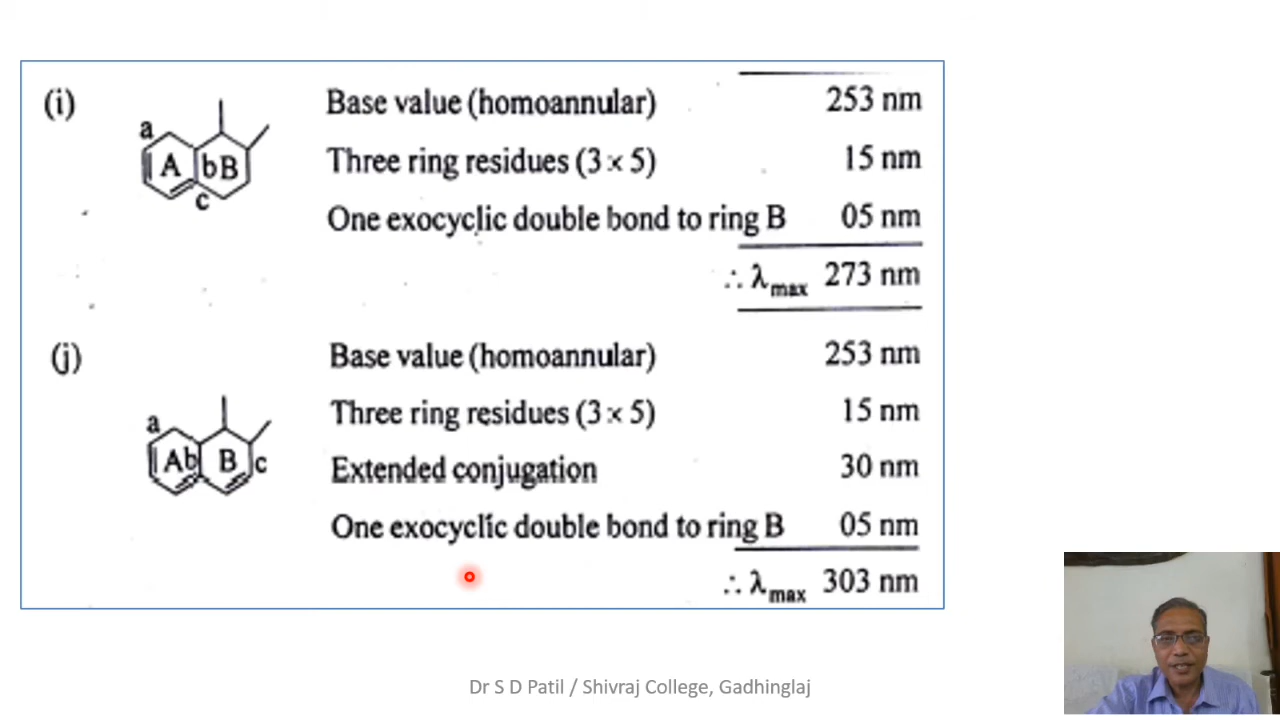 (i) Base value (homoannular) 253 nm
a
A bB
c
Three ring residues (3 × 5) 15 nm
One exocyclic double bond to ring B 05 nm
∴ λmax 273 nm
(j) Base value (homoannular) 253 nm
a
Ab B c
Three ring residues (3 × 5) 15 nm
Extended conjugation 30 nm
One exocyclic double bond to ring B 05 nm
∴ λmax 303 nm
Dr S D Patil / Shivraj College, Gadhinglaj